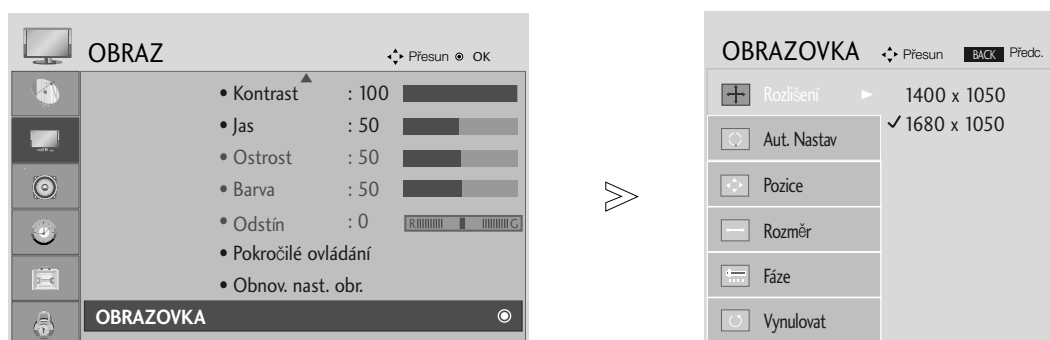 OBRAZ
Přesun OK
• Kontrast : 100
• Jas : 50
• Ostrost : 50
• Barva : 50
• Odstín : 0 R G
• Pokročilé ovládání
• Obnov. nast. obr.
OBRAZOVKA
OBRAZOVKA
Přesun BACK Předc.
Rozlišení
1400 x 1050
✓ 1680 x 1050
Aut. Nastav
Pozice
Rozměr
Fáze
Vynulovat